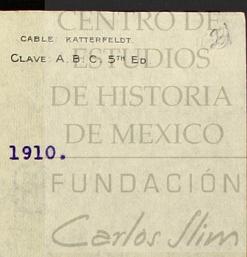 CENTRO DE
CABLE KATTERFELDT.
ESTUDIOS
CLAVE A. B. C. 5TH ED
DE HISTORIA
DE MEXICO
1910.
FUNDACIÓN
Carlos Slim